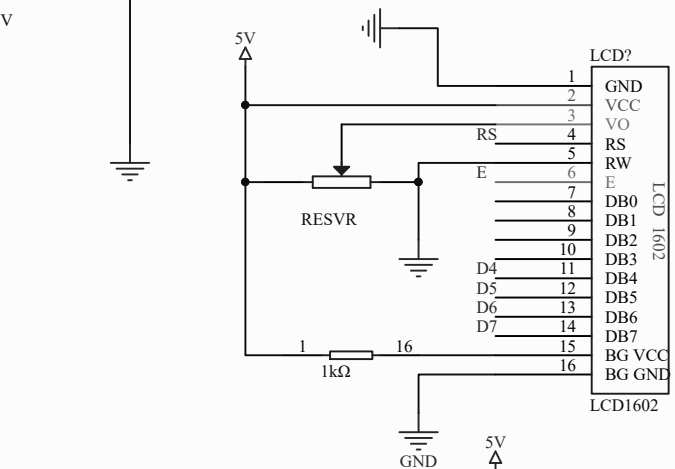 V
5V
LCD?
1 GND
2 VCC
3 VO
RS 4 RS
5 RW
E 6 E
7 DB0
8 DB1
9 DB2
10 DB3
D4 11 DB4
D5 12 DB5
D6 13 DB6
D7 14 DB7
15 BG VCC
16 BG GND
LCD 1602
RESVR
1 16
1kΩ
LCD1602
GND
5V